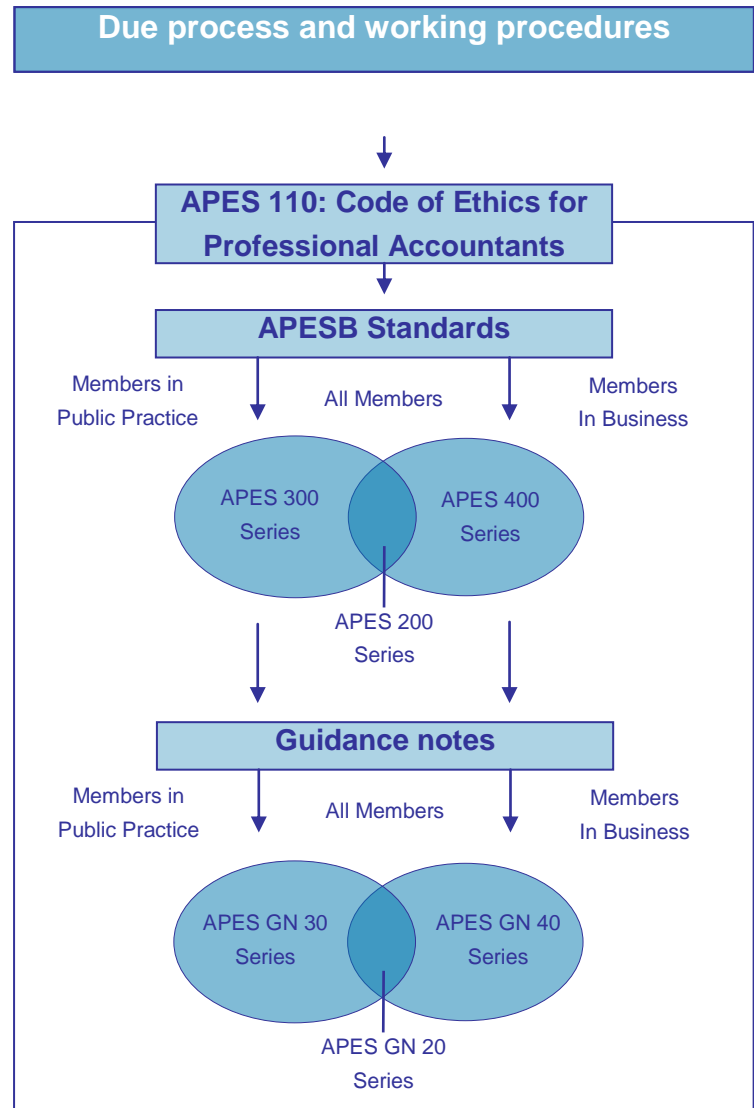 Due process and working procedures
APES 110: Code of Ethics for
Professional Accountants
APESB Standards
Members in
Public Practice
All Members
Members
In Business
APES 300
Series
APES 400
Series
APES 200
Series
Guidance notes
Members in
Public Practice
All Members
Members
In Business
APES GN 30
Series
APES GN 40
Series
APES GN 20
Series